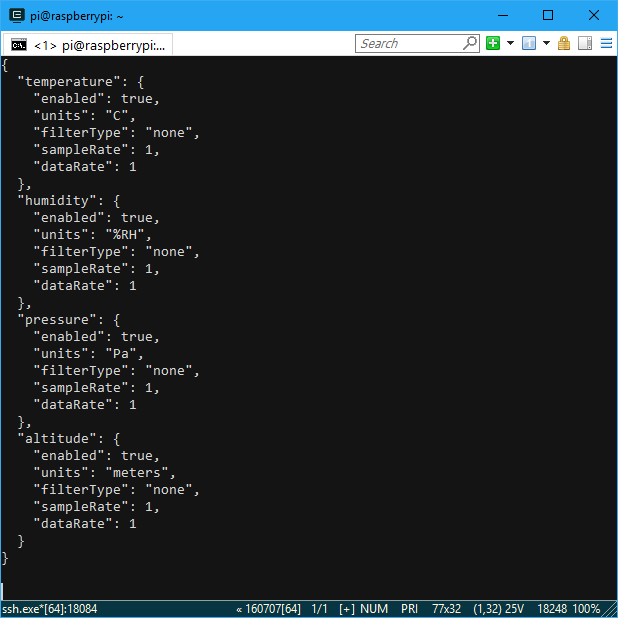 pi@raspberrypi: ~
<1> pi@raspberrypi:...
Search
{
  "temperature": {
    "enabled": true,
    "units": "C",
    "filterType": "none",
    "sampleRate": 1,
    "dataRate": 1
  },
  "humidity": {
    "enabled": true,
    "units": "%RH",
    "filterType": "none",
    "sampleRate": 1,
    "dataRate": 1
  },
  "pressure": {
    "enabled": true,
    "units": "Pa",
    "filterType": "none",
    "sampleRate": 1,
    "dataRate": 1
  },
  "altitude": {
    "enabled": true,
    "units": "meters",
    "filterType": "none",
    "sampleRate": 1,
    "dataRate": 1
  }
}
ssh.exe*[64]:18084 « 160707[64] 1/1 [+] NUM PRI 77x32 (1,32) 25V 18248 100%